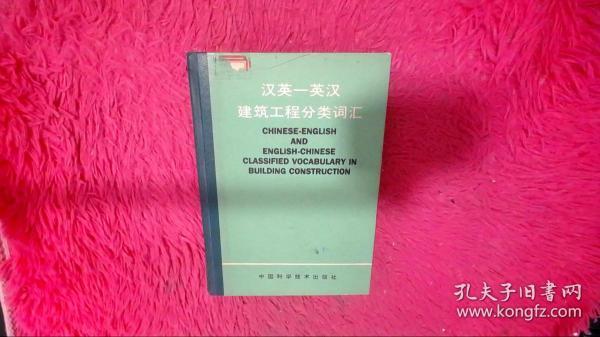 汉英—英汉
建筑工程分类词汇
CHINESE-ENGLISH
AND
ENGLISH-CHINESE
CLASSIFIED VOCABULARY IN
BUILDING CONSTRUCTION
中国科学技术出版社
孔夫子旧書网
www.kongfz.com